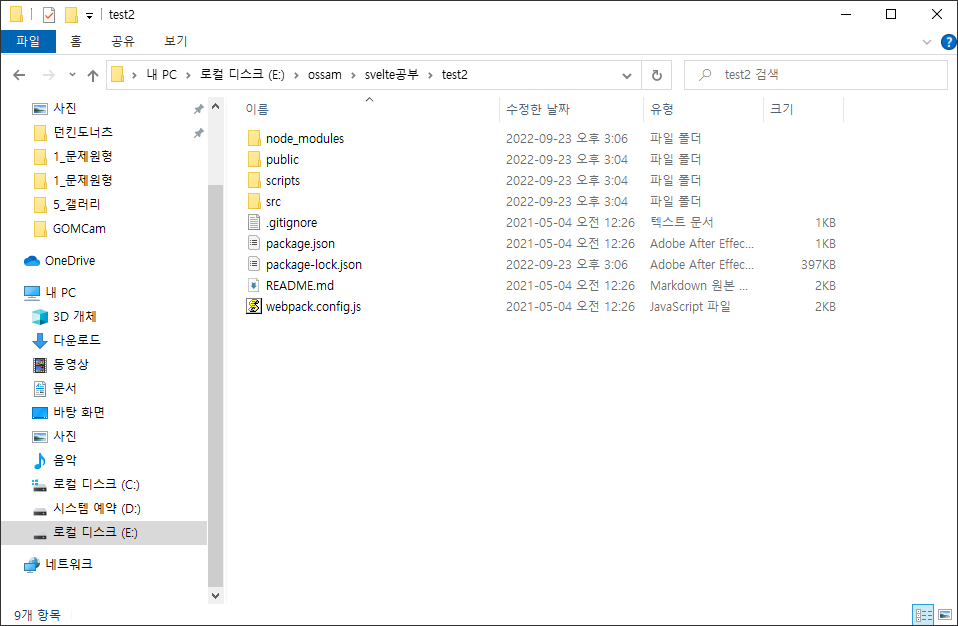 test2
파일 홈 공유 보기
내 PC 로컬 디스크 (E:) ossam svelte공부 test2
test2 검색
사진
던킨도너츠
1_문제원형
1_문제원형
5_갤러리
GOMCam
OneDrive
내 PC
3D 개체
다운로드
동영상
문서
바탕 화면
사진
음악
로컬 디스크 (C:)
시스템 예약 (D:)
로컬 디스크 (E:)
네트워크
이름 수정한 날짜 유형 크기
node_modules 2022-09-23 오후 3:06 파일 폴더
public 2022-09-23 오후 3:04 파일 폴더
scripts 2022-09-23 오후 3:04 파일 폴더
src 2022-09-23 오후 3:04 파일 폴더
.gitignore 2021-05-04 오전 12:26 텍스트 문서 1KB
package.json 2021-05-04 오전 12:26 Adobe After Effec... 1KB
package-lock.json 2022-09-23 오후 3:06 Adobe After Effec... 397KB
README.md 2021-05-04 오전 12:26 Markdown 원본 ... 2KB
webpack.config.js 2021-05-04 오전 12:26 JavaScript 파일 2KB
9개 항목